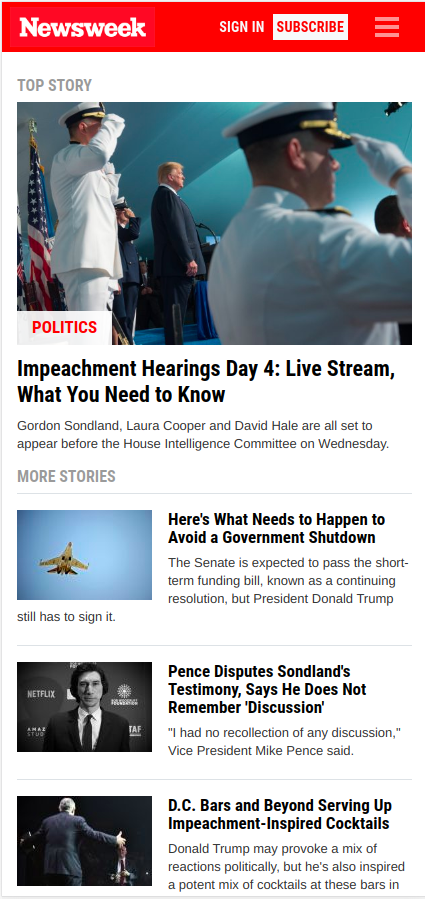 Newsweek
SIGN IN
SUBSCRIBE
TOP STORY
POLITICS
Impeachment Hearings Day 4: Live Stream,
What You Need to Know
Gordon Sondland, Laura Cooper and David Hale are all set to
appear before the House Intelligence Committee on Wednesday.
MORE STORIES
Here's What Needs to Happen to
Avoid a Government Shutdown
The Senate is expected to pass the short-
term funding bill, known as a continuing
resolution, but President Donald Trump
still has to sign it.
NETFLIX
Pence Disputes Sondland's
Testimony, Says He Does Not
Remember 'Discussion'
"I had no recollection of any discussion,"
Vice President Mike Pence said.
D.C. Bars and Beyond Serving Up
Impeachment-Inspired Cocktails
Donald Trump may provoke a mix of
reactions politically, but he's also inspired
a potent mix of cocktails at these bars in